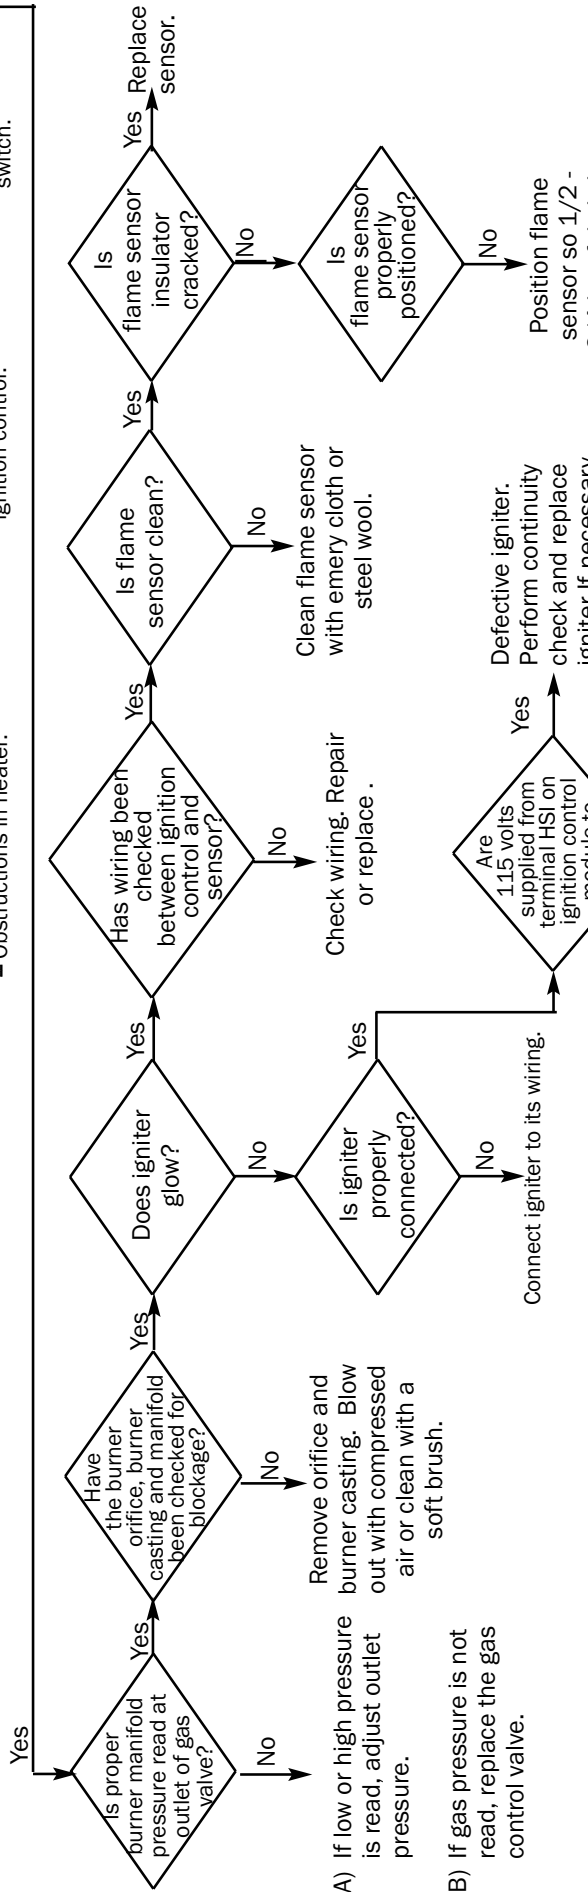 switch.
ignition control.
Obstructions in heater.
Yes
Is proper
burner manifold
pressure read at
outlet of gas
valve?
Yes
No
A) If low or high pressure
is read, adjust outlet
pressure.
B) If gas pressure is not
read, replace the gas
control valve.
Have
the burner
orifice, burner
casting and manifold
been checked for
blockage?
Yes
No
Remove orifice and
burner casting. Blow
out with compressed
air or clean with a
soft brush.
Does igniter
glow?
Yes
No
Is igniter
properly
connected?
Yes
No
Connect igniter to its wiring.
Are
115 volts
supplied from
terminal HSI on
ignition control
module to
Yes
Defective igniter.
Perform continuity
check and replace
igniter If necessary
Has wiring been
checked
between ignition
control and
sensor?
Yes
No
Check wiring. Repair
or replace .
Is flame
sensor clean?
Yes
No
Clean flame sensor
with emery cloth or
steel wool.
Is
flame sensor
insulator
cracked?
Yes
Replace
sensor.
No
Is
flame sensor
properly
positioned?
No
Position flame
sensor so 1/2 -